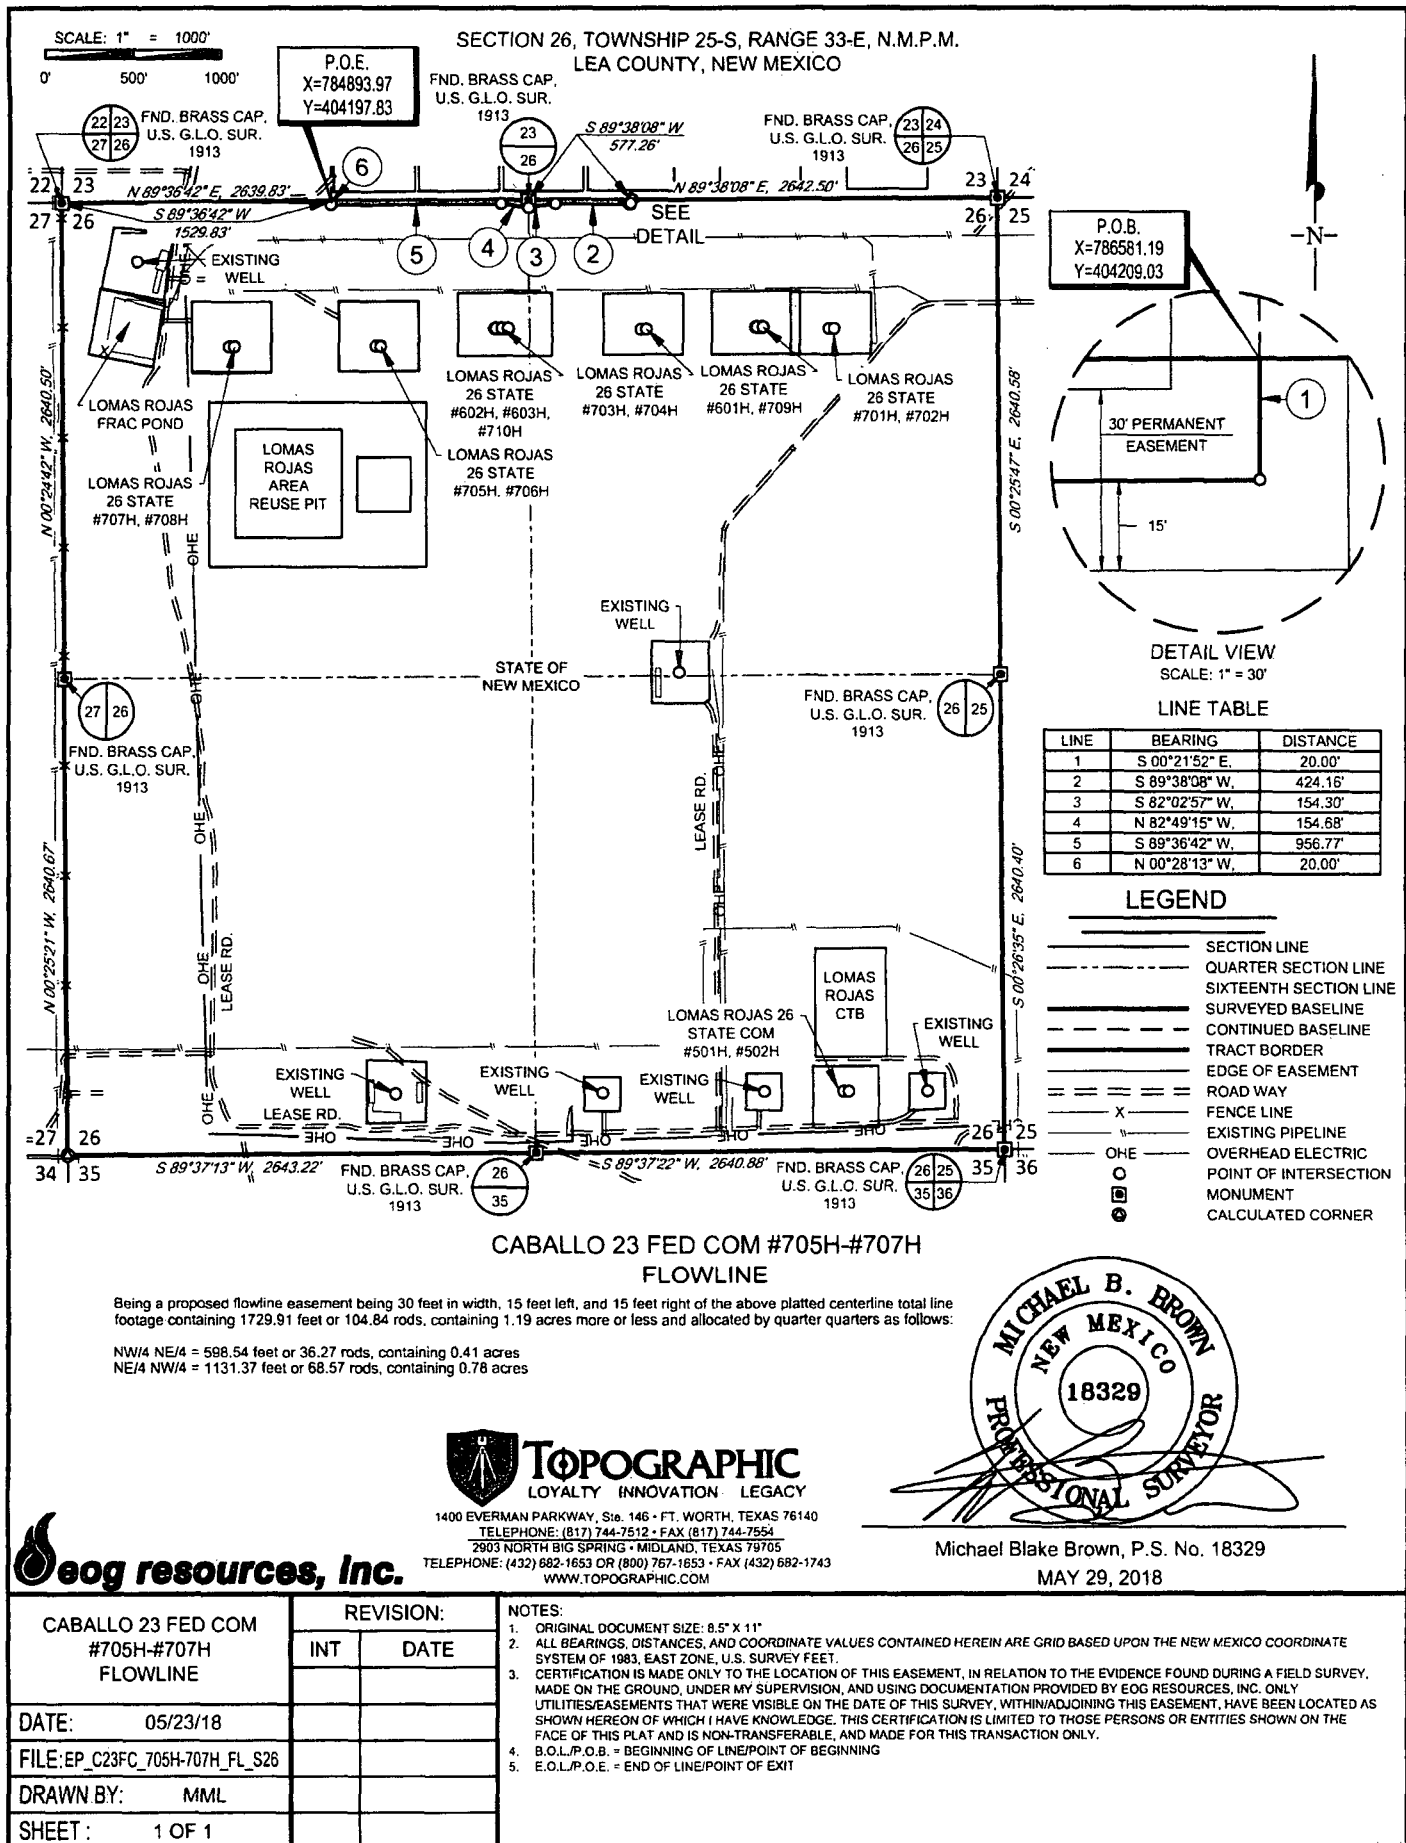 SCALE: 1" = 1000'
0' 500' 1000'
SECTION 26, TOWNSHIP 25-S, RANGE 33-E, N.M.P.M.
LEA COUNTY, NEW MEXICO
P.O.E.
X=784893.97
Y=404197.83
FND. BRASS CAP,
U.S. G.L.O. SUR.
1913
22 23
27 26
FND. BRASS CAP,
U.S. G.L.O. SUR.
1913
23
26
S 89°38'08" W
577.26'
FND. BRASS CAP,
U.S. G.L.O. SUR.
1913
23 24
26 25
6
22 23
27 26
N 89°36'42" E, 2639.83'
S 89°36'42" W
1529.83'
N 89°38'08" E, 2642.50'
23 24
26 25
SEE
DETAIL
5
4
3
2
P.O.B.
X=786581.19
Y=404209.03
-N-
EXISTING
WELL
LOMAS ROJAS
FRAC POND
LOMAS ROJAS
26 STATE
#602H, #603H,
#710H
LOMAS ROJAS
26 STATE
#703H, #704H
LOMAS ROJAS
26 STATE
#601H, #709H
LOMAS ROJAS
26 STATE
#701H, #702H
LOMAS ROJAS
26 STATE
#707H, #708H
LOMAS
ROJAS
AREA
REUSE PIT
LOMAS ROJAS
26 STATE
#705H, #706H
N 00°24'42" W, 2640.50'
S 00°25'47" E, 2640.58'
OHE
1
30' PERMANENT
EASEMENT
15'
DETAIL VIEW
SCALE: 1" = 30'
EXISTING
WELL
STATE OF
NEW MEXICO
OHE
27 26
FND. BRASS CAP,
U.S. G.L.O. SUR.
1913
FND. BRASS CAP,
U.S. G.L.O. SUR.
1913
26 25
LINE TABLE
LINE BEARING DISTANCE
1 S 00°21'52" E, 20.00'
2 S 89°38'08" W, 424.16'
3 S 82°02'57" W, 154.30'
4 N 82°49'15" W, 154.68'
5 S 89°36'42" W, 956.77'
6 N 00°28'13" W, 20.00'
OHE
LEASE RD.
OHE
OHE
OHE
OHE
LEASE RD.
N 00°25'21" W, 2640.67'
S 00°26'35" E, 2640.40'
LEGEND
SECTION LINE
QUARTER SECTION LINE
SIXTEENTH SECTION LINE
SURVEYED BASELINE
CONTINUED BASELINE
TRACT BORDER
EDGE OF EASEMENT
ROAD WAY
X FENCE LINE
EXISTING PIPELINE
OHE OVERHEAD ELECTRIC
POINT OF INTERSECTION
MONUMENT
CALCULATED CORNER
LOMAS
ROJAS
CTB
LOMAS ROJAS 26
STATE COM
#501H, #502H
EXISTING
WELL
EXISTING
WELL
EXISTING
WELL
EXISTING
WELL
LEASE RD.
OHE
OHE OHE OHE OHE OHE
27 26
34 35
26 25
35 36
S 89°37'13" W, 2643.22'
FND. BRASS CAP,
U.S. G.L.O. SUR.
1913
26
35
S 89°37'22" W, 2640.88'
FND. BRASS CAP,
U.S. G.L.O. SUR.
1913
26 25
35 36
CABALLO 23 FED COM #705H-#707H
FLOWLINE
Being a proposed flowline easement being 30 feet in width, 15 feet left, and 15 feet right of the above platted centerline total line
footage containing 1729.91 feet or 104.84 rods, containing 1.19 acres more or less and allocated by quarter quarters as follows:
NW/4 NE/4 = 598.54 feet or 36.27 rods, containing 0.41 acres
NE/4 NW/4 = 1131.37 feet or 68.57 rods, containing 0.78 acres
MICHAEL B. BROWN
NEW MEXICO
18329
PROFESSIONAL SURVEYOR
TOPOGRAPHIC
LOYALTY INNOVATION LEGACY
1400 EVERMAN PARKWAY, Ste. 146 • FT. WORTH, TEXAS 76140
TELEPHONE: (817) 744-7512 • FAX (817) 744-7554
2903 NORTH BIG SPRING • MIDLAND, TEXAS 79705
TELEPHONE: (432) 682-1653 OR (800) 767-1653 • FAX (432) 682-1743
WWW.TOPOGRAPHIC.COM
eog resources, inc.
Michael Blake Brown, P.S. No. 18329
MAY 29, 2018
CABALLO 23 FED COM
#705H-#707H
FLOWLINE
REVISION:
INT DATE
DATE: 05/23/18
FILE: EP_C23FC_705H-707H_FL_S26
DRAWN BY: MML
SHEET: 1 OF 1
NOTES:
1. ORIGINAL DOCUMENT SIZE: 8.5" X 11"
2. ALL BEARINGS, DISTANCES, AND COORDINATE VALUES CONTAINED HEREIN ARE GRID BASED UPON THE NEW MEXICO COORDINATE
SYSTEM OF 1983, EAST ZONE, U.S. SURVEY FEET.
3. CERTIFICATION IS MADE ONLY TO THE LOCATION OF THIS EASEMENT, IN RELATION TO THE EVIDENCE FOUND DURING A FIELD SURVEY,
MADE ON THE GROUND, UNDER MY SUPERVISION, AND USING DOCUMENTATION PROVIDED BY EOG RESOURCES, INC. ONLY
UTILITIES/EASEMENTS THAT WERE VISIBLE ON THE DATE OF THIS SURVEY, WITHIN/ADJOINING THIS EASEMENT, HAVE BEEN LOCATED AS
SHOWN HEREON OF WHICH I HAVE KNOWLEDGE. THIS CERTIFICATION IS LIMITED TO THOSE PERSONS OR ENTITIES SHOWN ON THE
FACE OF THIS PLAT AND IS NON-TRANSFERABLE, AND MADE FOR THIS TRANSACTION ONLY.
4. B.O.L./P.O.B. = BEGINNING OF LINE/POINT OF BEGINNING
5. E.O.L./P.O.E. = END OF LINE/POINT OF EXIT